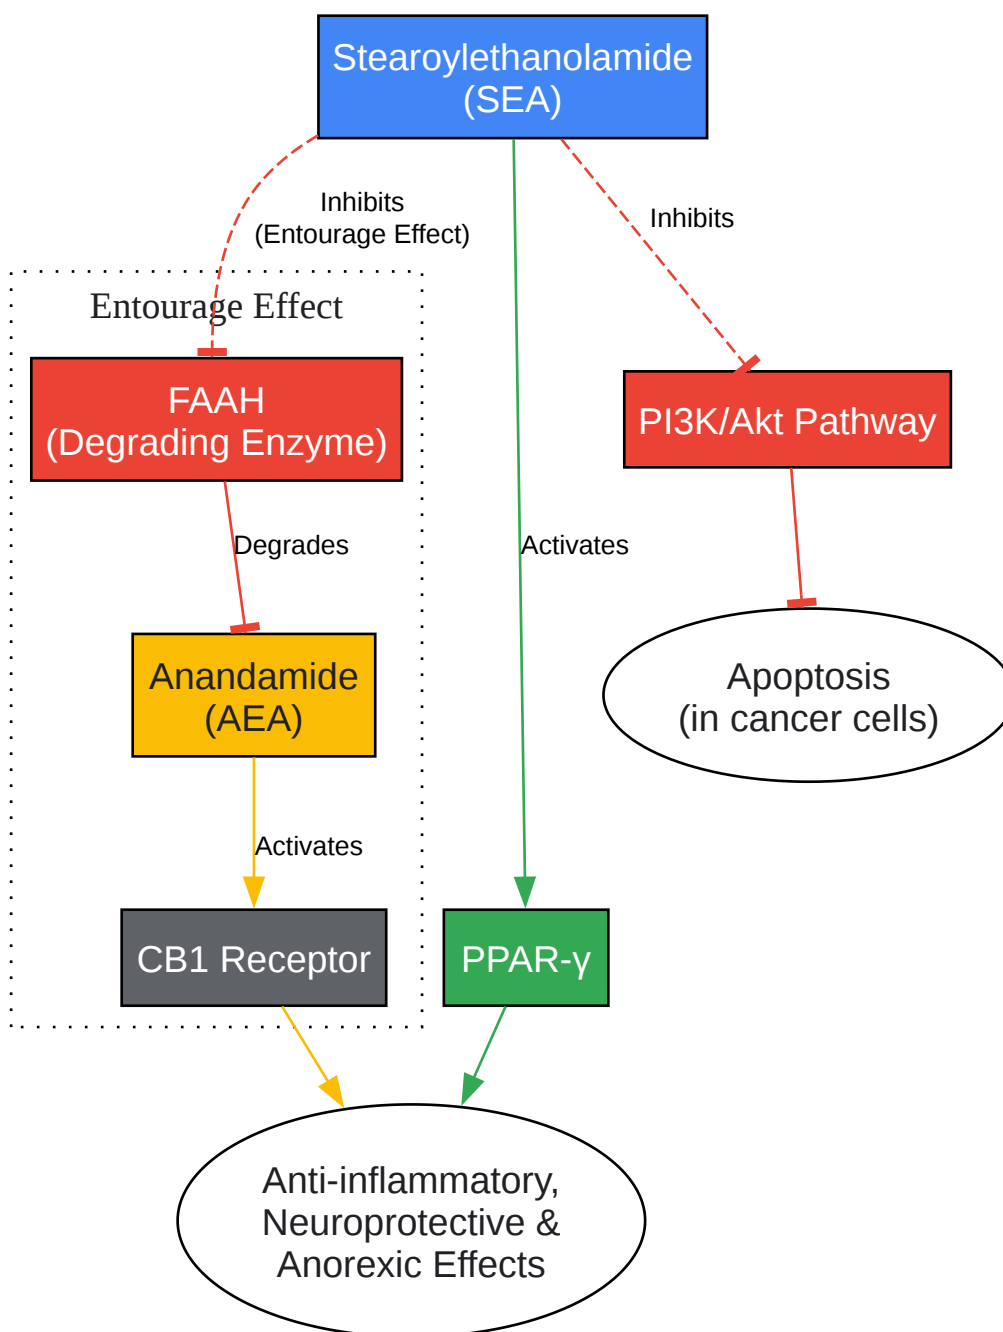 Stearoylethanolamide
(SEA)
Inhibits
(Entourage Effect)
Inhibits
Entourage Effect
FAAH
(Degrading Enzyme)
PI3K/Akt Pathway
Degrades
Activates
Anandamide
(AEA)
Apoptosis
(in cancer cells)
Activates
CB1 Receptor
PPAR-γ
Anti-inflammatory,
Neuroprotective &
Anorexic Effects